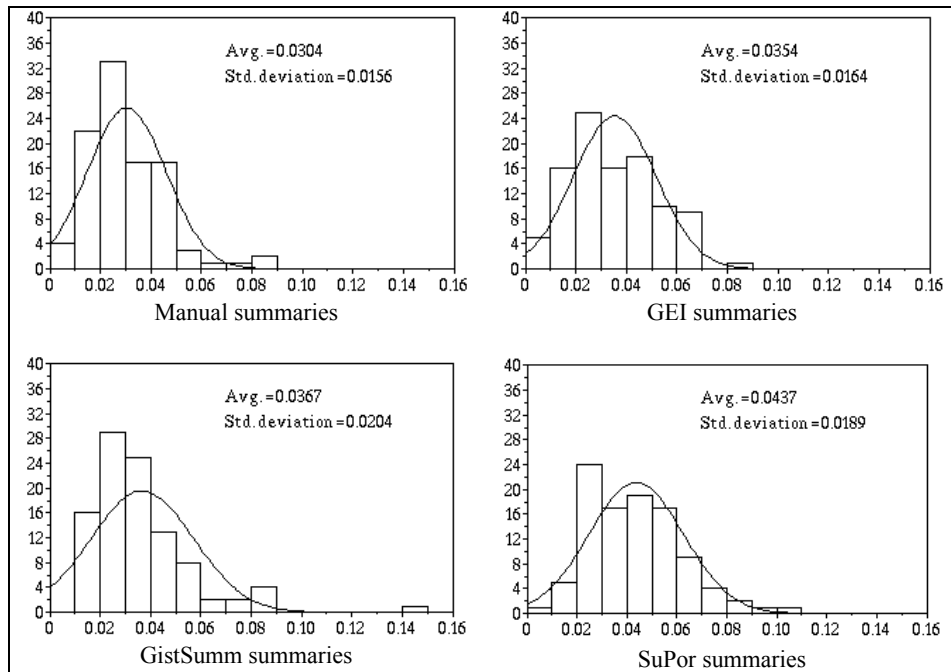 40
36
32
28
24
20
16
12
8
4
0
Avg.=0.0304
Std.deviation=0.0156
0 0.02 0.04 0.06 0.08 0.10 0.12 0.14 0.16
Manual summaries
40
36
32
28
24
20
16
12
8
4
0
Avg.=0.0354
Std.deviation=0.0164
0 0.02 0.04 0.06 0.08 0.10 0.12 0.14 0.16
GEI summaries
40
36
32
28
24
20
16
12
8
4
0
Avg.=0.0367
Std.deviation=0.0204
0 0.02 0.04 0.06 0.08 0.10 0.12 0.14 0.16
GistSumm summaries
40
36
32
28
24
20
16
12
8
4
0
Avg.=0.0437
Std.deviation=0.0189
0 0.02 0.04 0.06 0.08 0.10 0.12 0.14 0.16
SuPor summaries